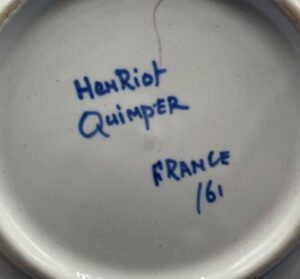 HenRiot
QuimpER
FRANCE
161